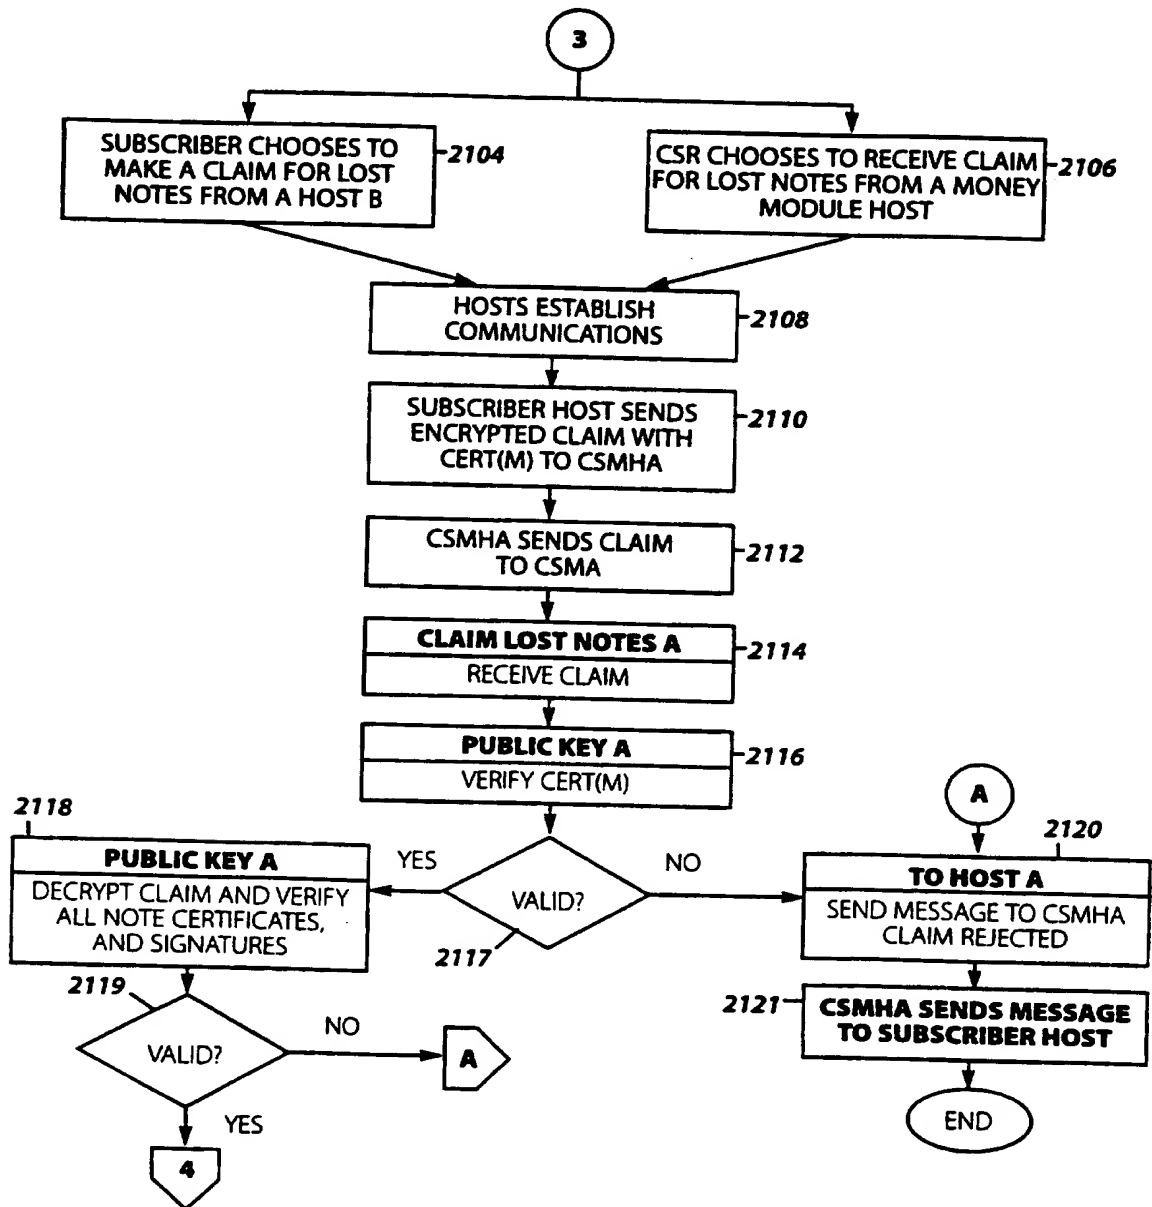 3
SUBSCRIBER CHOOSES TO
MAKE A CLAIM FOR LOST
NOTES FROM A HOST B
2104
CSR CHOOSES TO RECEIVE CLAIM
FOR LOST NOTES FROM A MONEY
MODULE HOST
2106
HOSTS ESTABLISH
COMMUNICATIONS
2108
SUBSCRIBER HOST SENDS
ENCRYPTED CLAIM WITH
CERT(M) TO CSMHA
2110
CSMHA SENDS CLAIM
TO CSMA
2112
CLAIM LOST NOTES A
RECEIVE CLAIM
2114
PUBLIC KEY A
VERIFY CERT(M)
2116
VALID?
2117
YES
NO
2118
PUBLIC KEY A
DECRYPT CLAIM AND VERIFY
ALL NOTE CERTIFICATES,
AND SIGNATURES
2119
VALID?
NO
A
YES
4
A
2120
TO HOST A
SEND MESSAGE TO CSMHA
CLAIM REJECTED
2121
CSMHA SENDS MESSAGE
TO SUBSCRIBER HOST
END